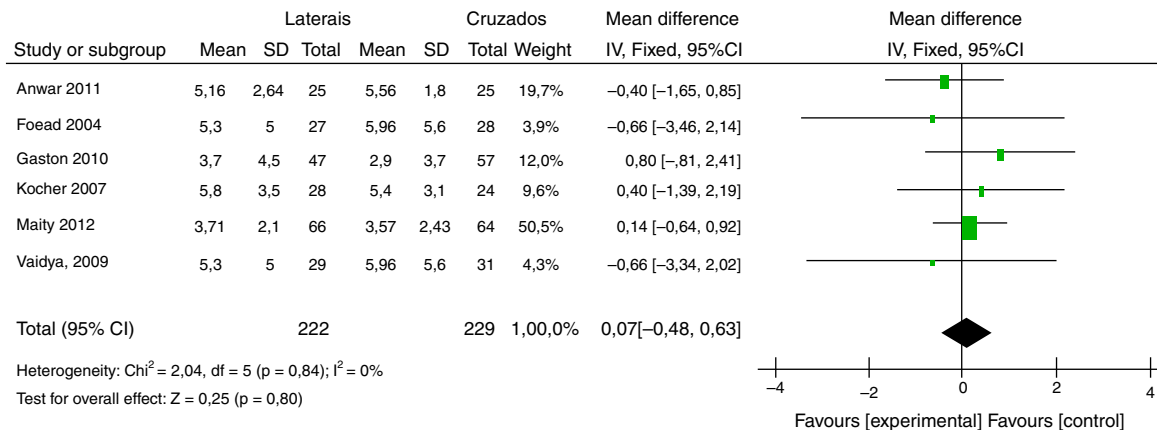 Laterais Cruzados Mean difference Mean difference
Study or subgroup Mean SD Total Mean SD Total Weight IV, Fixed, 95%CI IV, Fixed, 95%CI
Anwar 2011 5,16 2,64 25 5,56 1,8 25 19,7% −0,40 [−1,65, 0,85]
Foead 2004 5,3 5 27 5,96 5,6 28 3,9% −0,66 [−3,46, 2,14]
Gaston 2010 3,7 4,5 47 2,9 3,7 57 12,0% 0,80 [−,81, 2,41]
Kocher 2007 5,8 3,5 28 5,4 3,1 24 9,6% 0,40 [−1,39, 2,19]
Maity 2012 3,71 2,1 66 3,57 2,43 64 50,5% 0,14 [−0,64, 0,92]
Vaidya, 2009 5,3 5 29 5,96 5,6 31 4,3% −0,66 [−3,34, 2,02]
Total (95% CI) 222 229 1,00,0% 0,07[−0,48, 0,63]
Heterogeneity: Chi² = 2,04, df = 5 (p = 0,84); I² = 0%
Test for overall effect: Z = 0,25 (p = 0,80)
−4 −2 0 2 4
Favours [experimental] Favours [control]